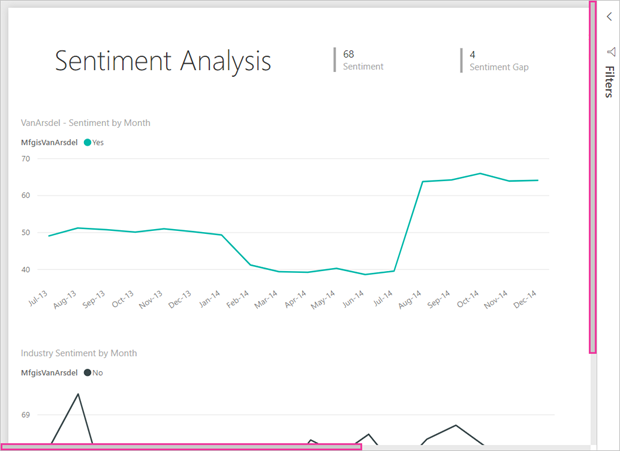 Sentiment Analysis
68
Sentiment
4
Sentiment Gap
Filters
VanArsdel - Sentiment by Month
MfgisVanArsdel Yes
70
60
50
40
Jul-13 Aug-13 Sep-13 Oct-13 Nov-13 Dec-13 Jan-14 Feb-14 Mar-14 Apr-14 May-14 Jun-14 Jul-14 Aug-14 Sep-14 Oct-14 Nov-14 Dec-14
Industry Sentiment by Month
MfgisVanArsdel No
69